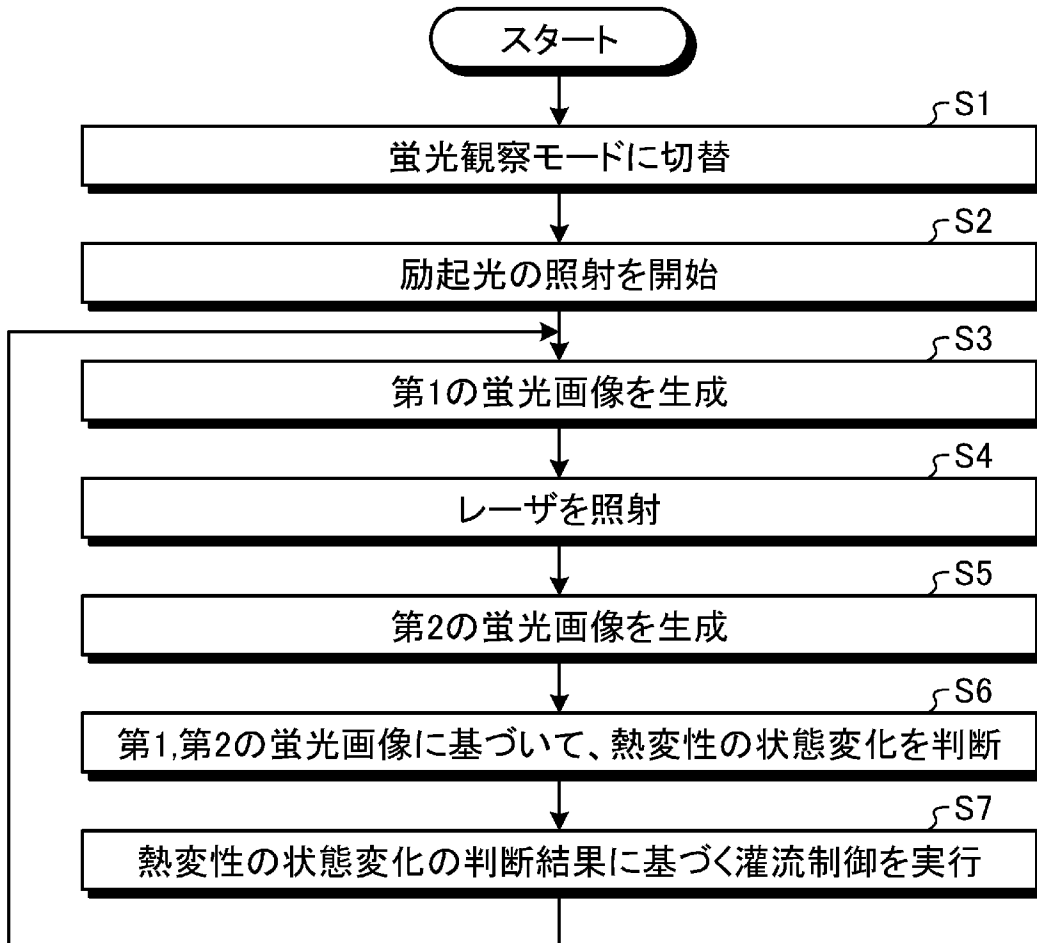 スタート
S1
蛍光観察モードに切替
S2
励起光の照射を開始
S3
第1の蛍光画像を生成
S4
レーザを照射
S5
第2の蛍光画像を生成
S6
第1,第2の蛍光画像に基づいて、熱変性の状態変化を判断
S7
熱変性の状態変化の判断結果に基づく灌流制御を実行